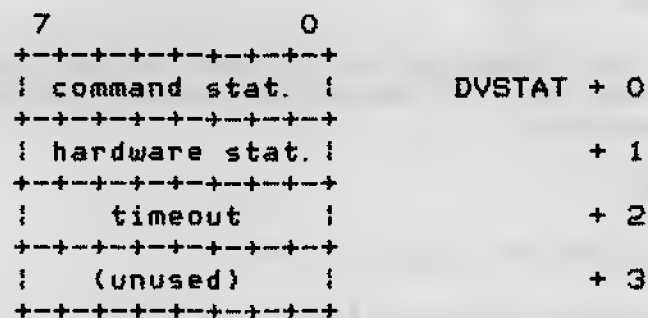 7 0
+-+-+-+-+-+-+-+-+
| command stat. | DVSTAT + 0
+-+-+-+-+-+-+-+-+
| hardware stat. | + 1
+-+-+-+-+-+-+-+-+
| timeout | + 2
+-+-+-+-+-+-+-+-+
| (unused) | + 3
+-+-+-+-+-+-+-+-+